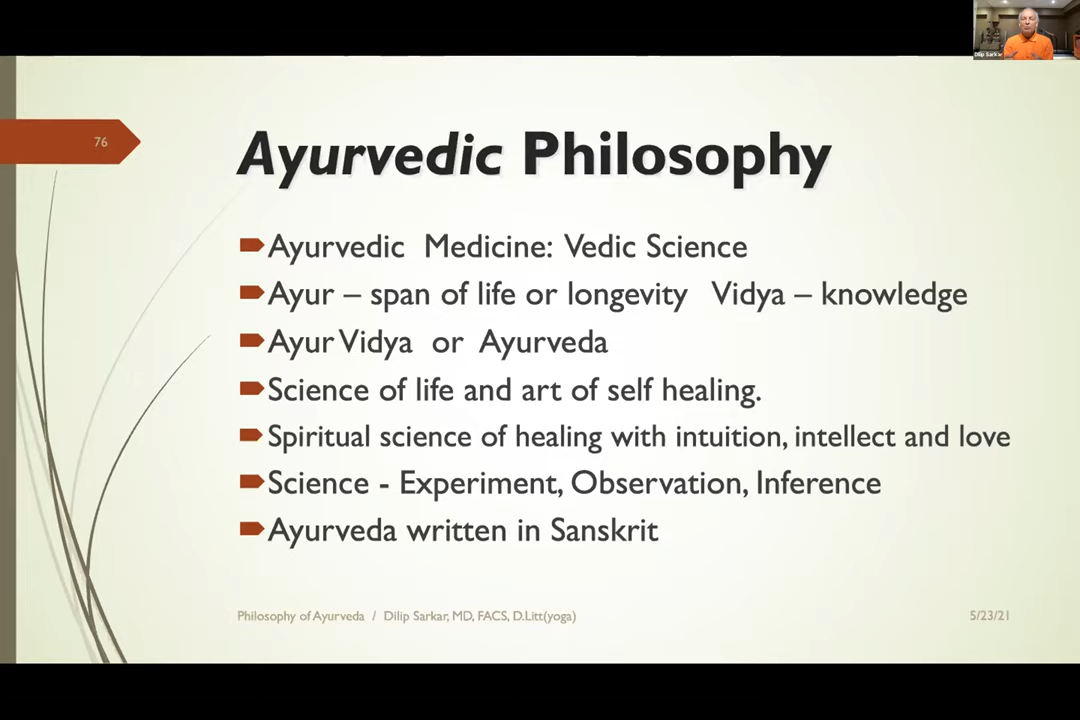 Dilip Sarkar
76
Ayurvedic Philosophy
Ayurvedic Medicine: Vedic Science
Ayur – span of life or longevity Vidya – knowledge
Ayur Vidya or Ayurveda
Science of life and art of self healing.
Spiritual science of healing with intuition, intellect and love
Science - Experiment, Observation, Inference
Ayurveda written in Sanskrit
Philosophy of Ayurveda / Dilip Sarkar, MD, FACS, D.Litt(yoga)
5/23/21